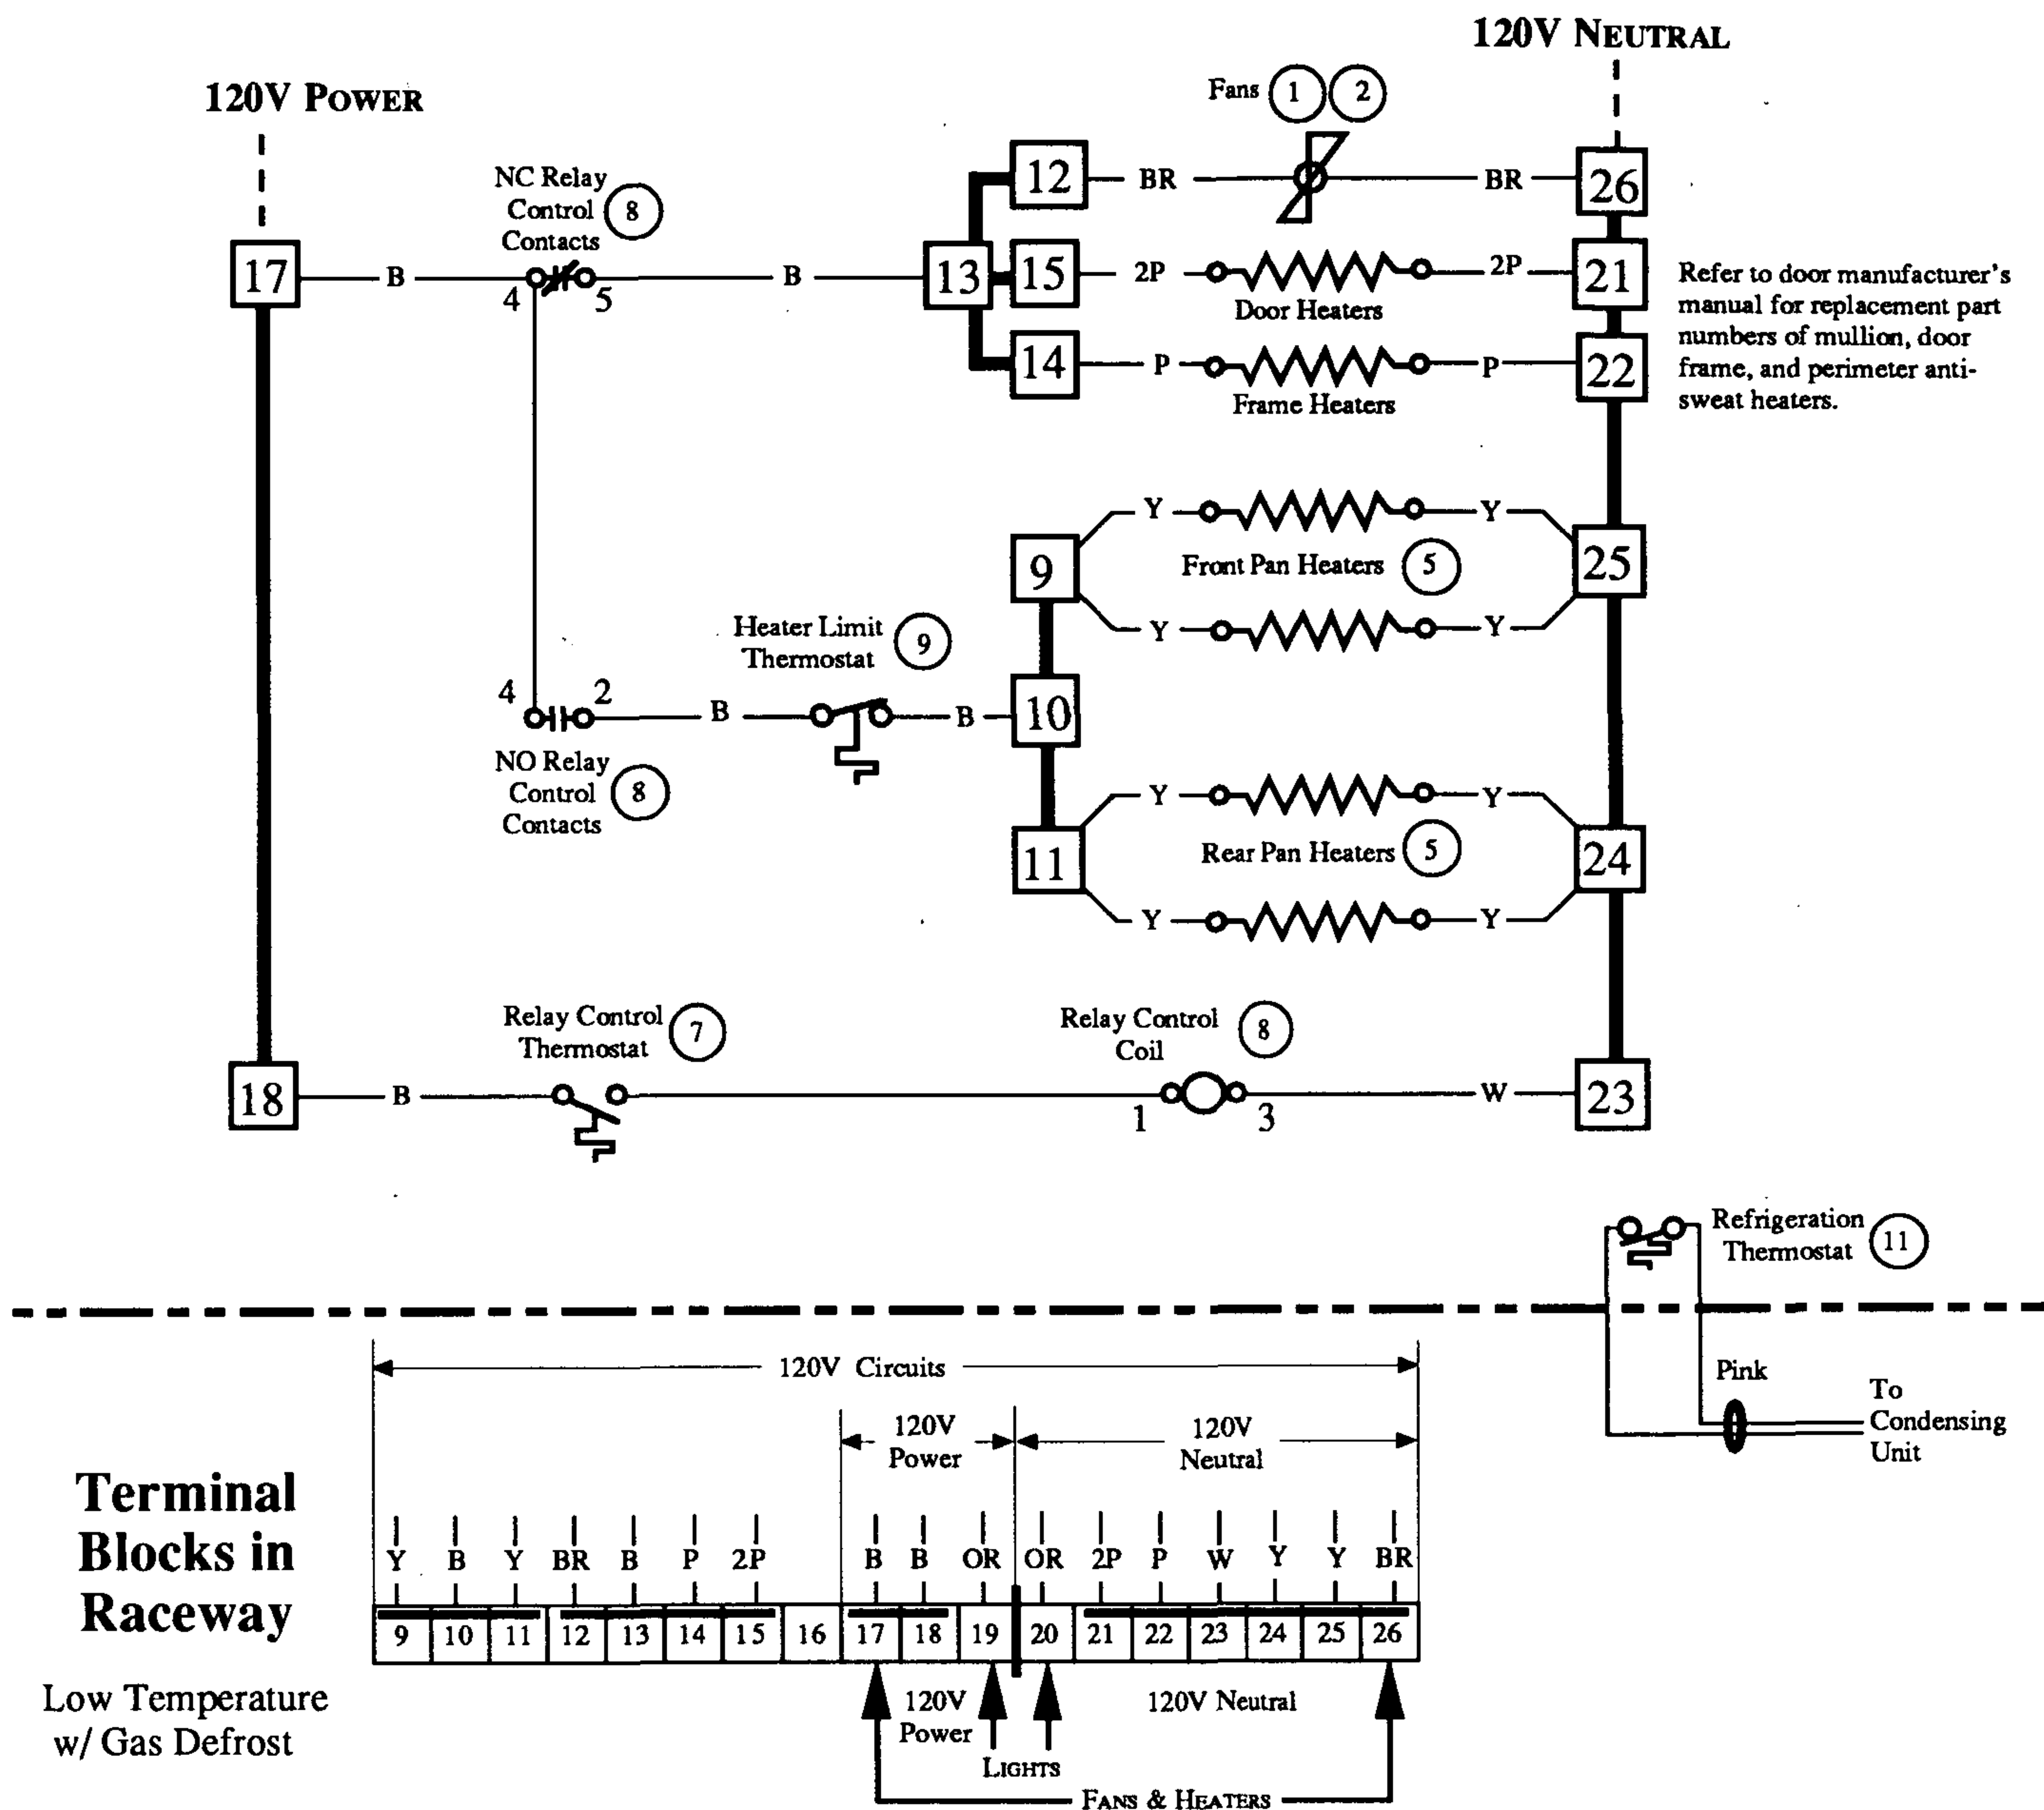 120V NEUTRAL
120V POWER
Fans 1 2
NC Relay
Control 8
Contacts
12 BR BR 26
17 B 4 5 B 13 15 2P 2P 21
Door Heaters
14 P P 22
Frame Heaters
Refer to door manufacturer's
manual for replacement part
numbers of mullion, door
frame, and perimeter anti-
sweat heaters.
Y Y
9 Front Pan Heaters 5 25
Y Y
Heater Limit 9
Thermostat
4 2 B B 10
NO Relay
Control 8
Contacts
Y Y
11 Rear Pan Heaters 5 24
Y Y
Relay Control 7
Thermostat
Relay Control 8
Coil
18 B 1 3 W 23
Refrigeration
Thermostat 11
Pink
To
Condensing
Unit
120V Circuits
120V
Power
120V
Neutral
Terminal
Blocks in
Raceway
Y B Y BR B P 2P B B OR OR 2P P W Y Y BR
9 10 11 12 13 14 15 16 17 18 19 20 21 22 23 24 25 26
Low Temperature
w/ Gas Defrost
120V
Power
120V Neutral
LIGHTS
FANS & HEATERS